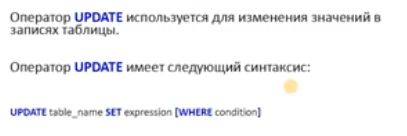 Оператор UPDATE используется для изменения значений в
записях таблицы.
Оператор UPDATE имеет следующий синтаксис:
UPDATE table_name SET expression [WHERE condition]